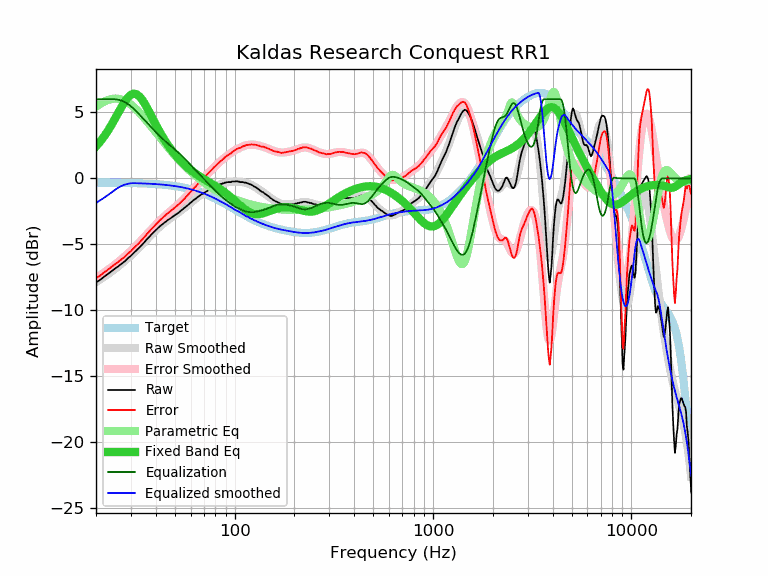 Kaldas Research Conquest RR1
Amplitude (dBr)
5
0
−5
−10
−15
−20
−25
Target
Raw Smoothed
Error Smoothed
Raw
Error
Parametric Eq
Fixed Band Eq
Equalization
Equalized smoothed
100
1000
10000
Frequency (Hz)